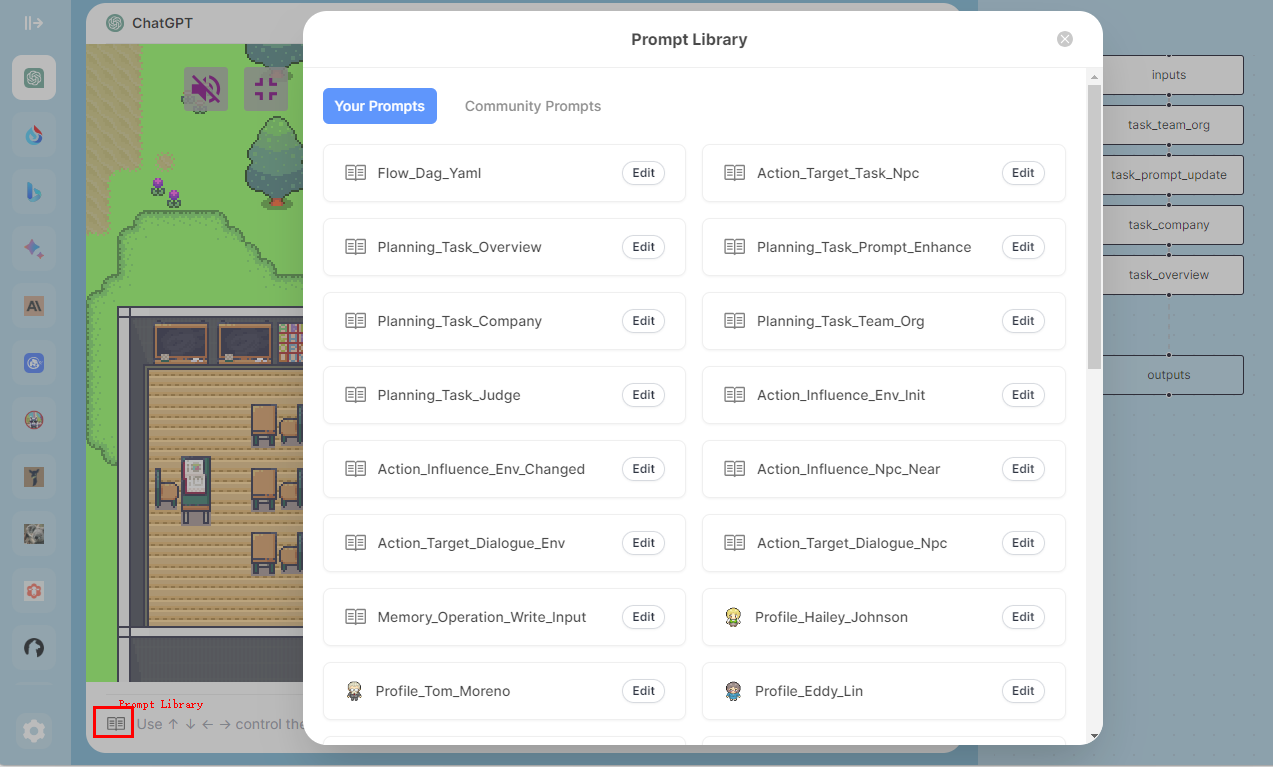 ChatGPT
Prompt Library
Your Prompts
Community Prompts
Flow_Dag_Yaml
Edit
Action_Target_Task_Npc
Edit
Planning_Task_Overview
Edit
Planning_Task_Prompt_Enhance
Edit
Planning_Task_Company
Edit
Planning_Task_Team_Org
Edit
Planning_Task_Judge
Edit
Action_Influence_Env_Init
Edit
Action_Influence_Env_Changed
Edit
Action_Influence_Npc_Near
Edit
Action_Target_Dialogue_Env
Edit
Action_Target_Dialogue_Npc
Edit
Memory_Operation_Write_Input
Edit
Profile_Hailey_Johnson
Edit
Profile_Tom_Moreno
Edit
Profile_Eddy_Lin
Edit
inputs
task_team_org
task_prompt_update
task_company
task_overview
outputs
Prompt Library
Use ↑ ↓ ← → control the